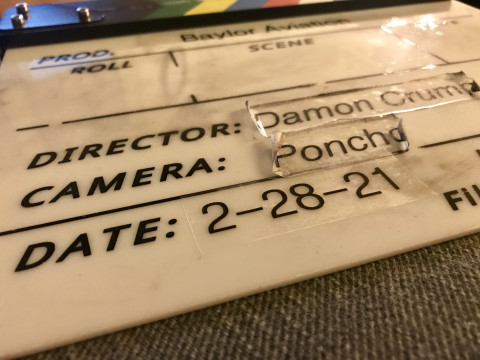 PROD. Baylor Aviation
ROLL SCENE
DIRECTOR: Damon Crump
CAMERA: Poncho
DATE: 2-28-21